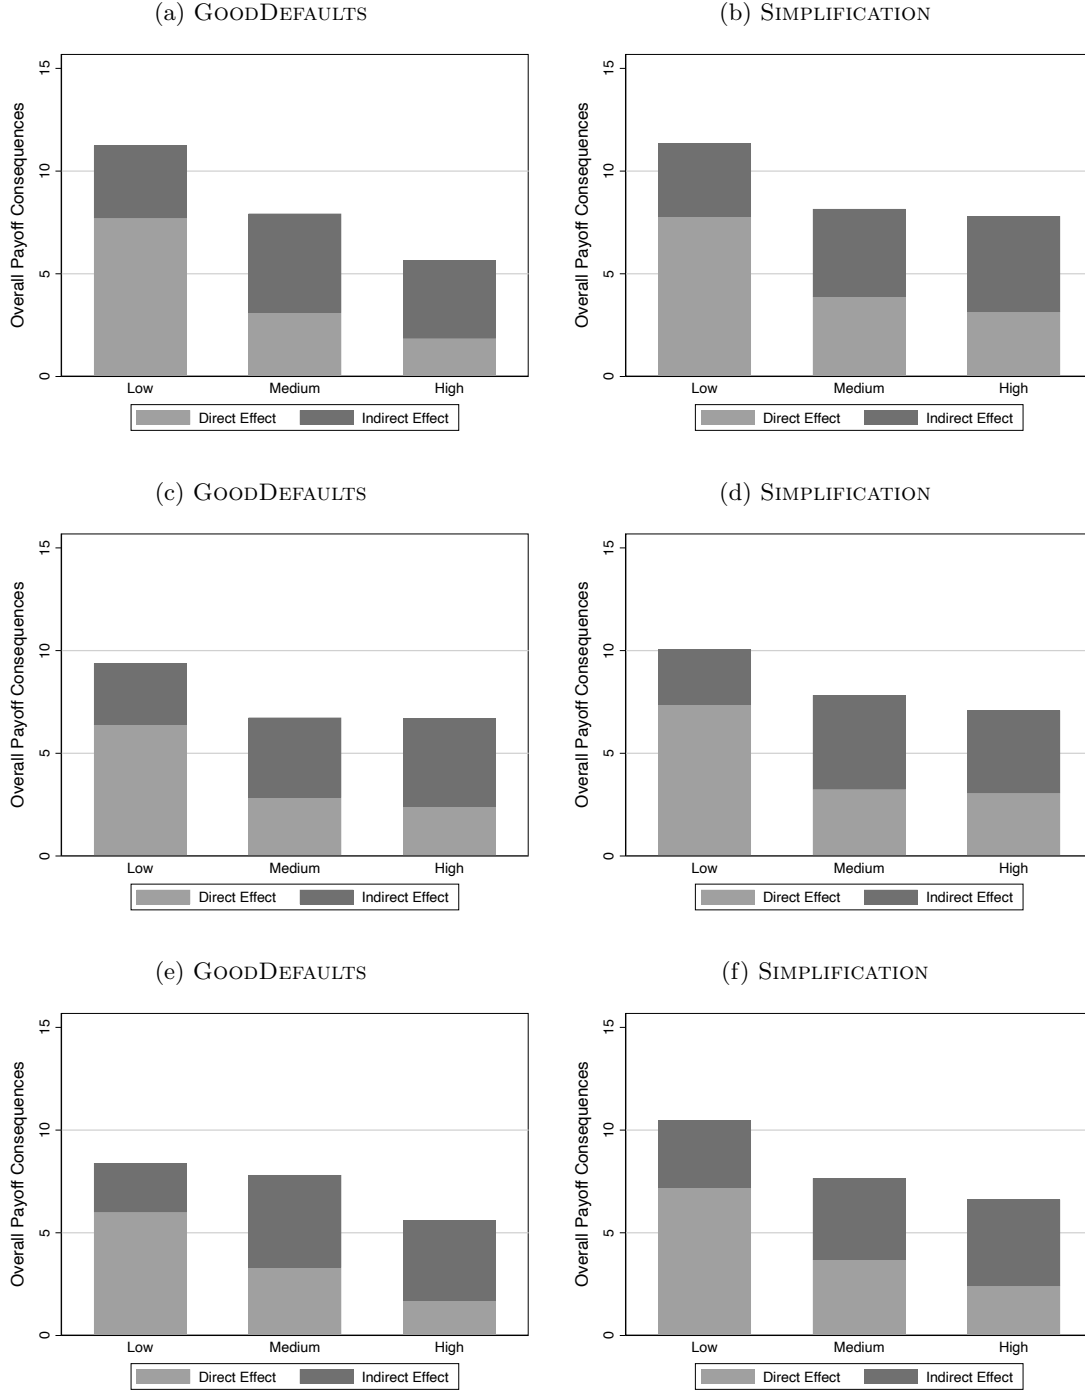 (a) GOODDEFAULTS
(b) SIMPLIFICATION
Overall Payoff Consequences
15
10
5
0
Low Medium High
Direct Effect Indirect Effect
Overall Payoff Consequences
15
10
5
0
Low Medium High
Direct Effect Indirect Effect
(c) GOODDEFAULTS
(d) SIMPLIFICATION
Overall Payoff Consequences
15
10
5
0
Low Medium High
Direct Effect Indirect Effect
Overall Payoff Consequences
15
10
5
0
Low Medium High
Direct Effect Indirect Effect
(e) GOODDEFAULTS
(f) SIMPLIFICATION
Overall Payoff Consequences
15
10
5
0
Low Medium High
Direct Effect Indirect Effect
Overall Payoff Consequences
15
10
5
0
Low Medium High
Direct Effect Indirect Effect